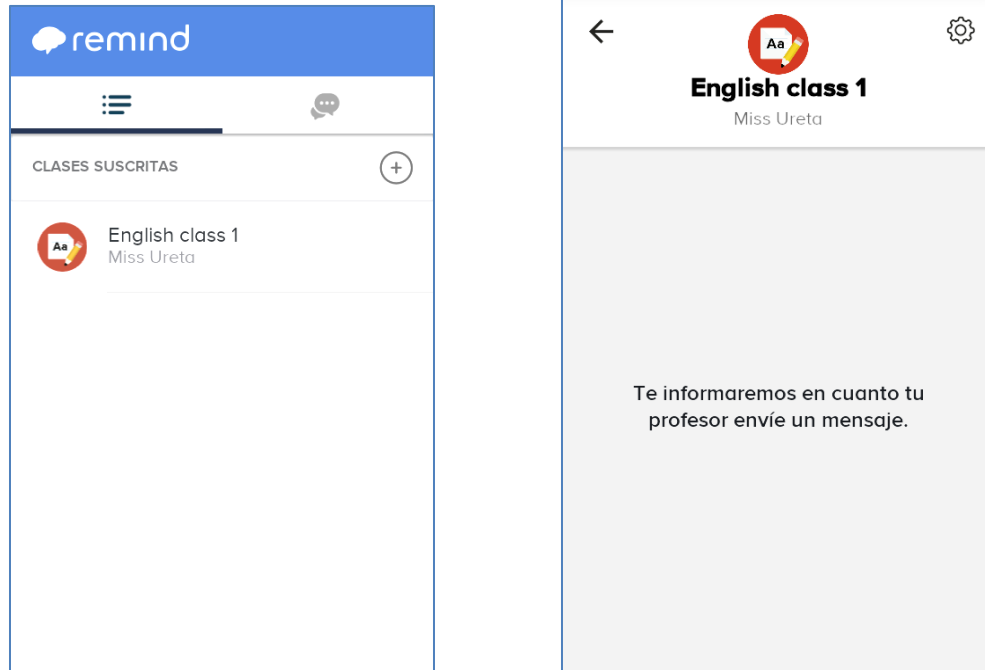 remind
CLASES SUSCRITAS
Aa
English class 1
Miss Ureta
Aa
English class 1
Miss Ureta
Te informaremos en cuanto tu
profesor envíe un mensaje.